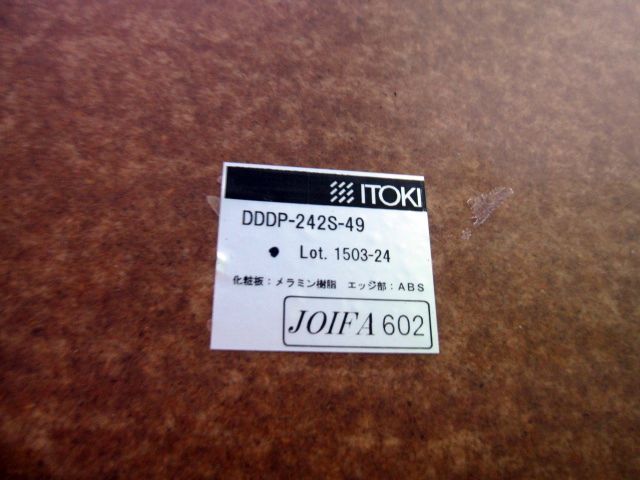 ITOKI
DDDP-242S-49
● Lot. 1503-24
化粧板:メラミン樹脂 エッジ部:ABS
JOIFA 602